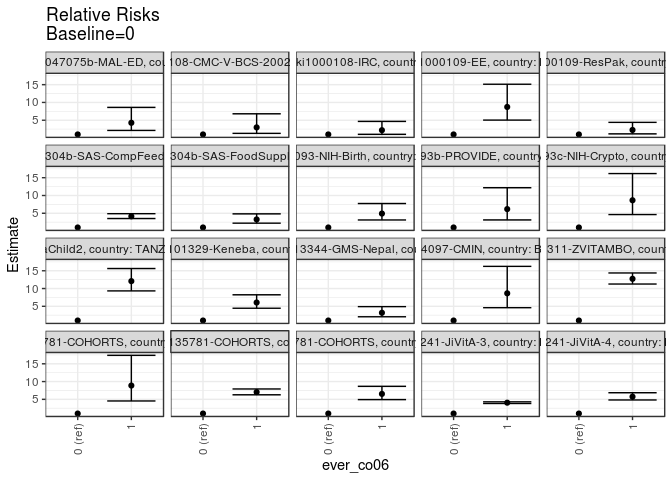 Relative Risks
Baseline=0
047075b-MAL-ED, cou 108-CMC-V-BCS-2002 ki1000108-IRC, countr 1000109-EE, country: 00109-ResPak, count
15
10
5
304b-SAS-CompFeed 304b-SAS-FoodSuppl 093-NIH-Birth, country: 93b-PROVIDE, country 93c-NIH-Crypto, count
15
10
5
Child2, country: TANZ 101329-Keneba, coun 13344-GMS-Nepal, co 4097-CMIN, country: B 311-ZVITAMBO, count
15
10
5
781-COHORTS, countr 135781-COHORTS, co 781-COHORTS, country 241-JiVitA-3, country: 241-JiVitA-4, country:
15
10
5
0 (ref) 1 0 (ref) 1 0 (ref) 1 0 (ref) 1 0 (ref) 1
ever_co06
Estimate